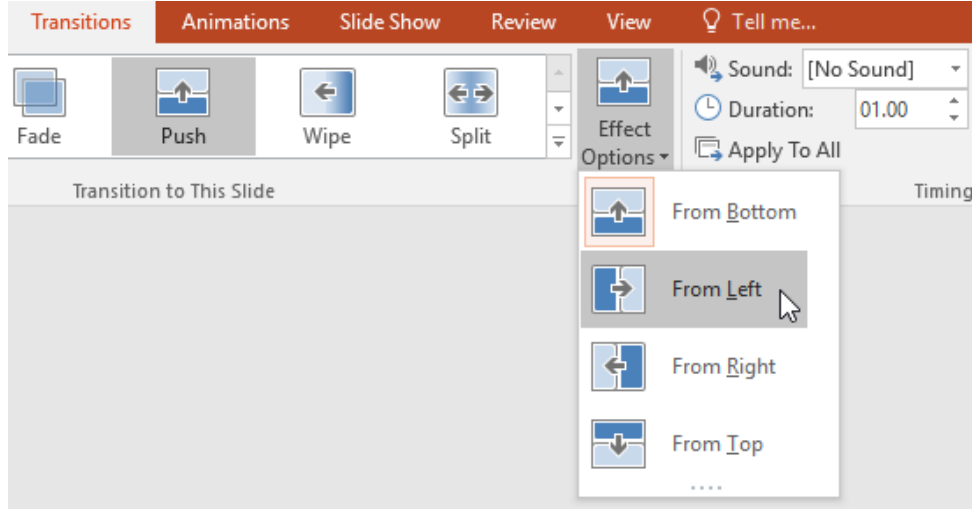 Transitions Animations Slide Show Review View Tell me...
Fade Push Wipe Split
Effect Options
Sound: [No Sound]
Duration: 01.00
Apply To All
Transition to This Slide
Timing
From Bottom
From Left
From Right
From Top